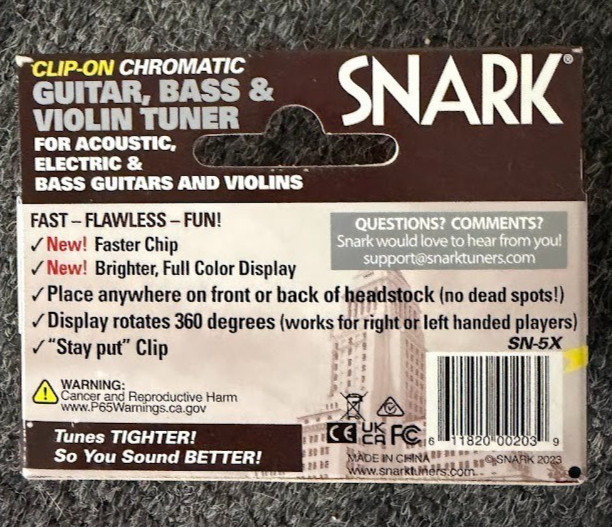 CLIP-ON CHROMATIC
GUITAR, BASS &
VIOLIN TUNER
FOR ACOUSTIC,
ELECTRIC &
BASS GUITARS AND VIOLINS
SNARK®
FAST – FLAWLESS – FUN!
✓ New! Faster Chip
✓ New! Brighter, Full Color Display
✓ Place anywhere on front or back of headstock (no dead spots!)
✓ Display rotates 360 degrees (works for right or left handed players)
✓ "Stay put" Clip
QUESTIONS? COMMENTS?
Snark would love to hear from you!
support@snarktuners.com
SN-5X
WARNING:
Cancer and Reproductive Harm
www.P65Warnings.ca.gov
Tunes TIGHTER!
So You Sound BETTER!
CE UK CA FC
6 11820 00203 9
MADE IN CHINA ©SNARK 2023
www.snarktuners.com